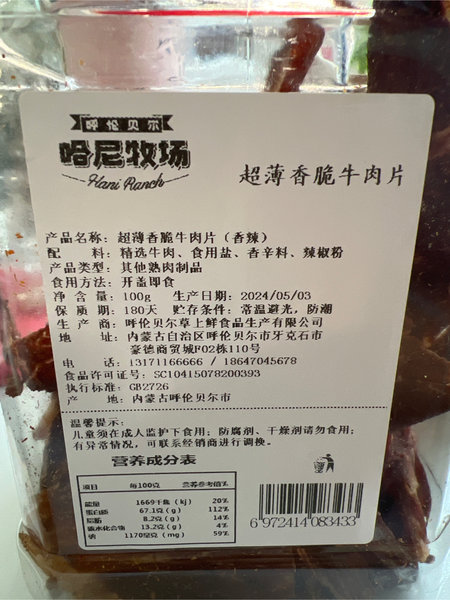 呼伦贝尔
哈尼牧场
Hani Ranch
超薄香脆牛肉片
产品名称：超薄香脆牛肉片（香辣）
配 料：精选牛肉、食用盐、香辛料、辣椒粉
产品类型：其他熟肉制品
食用方法：开盖即食
净 含 量：100g 生产日期：2024/05/03
保 质 期：180天 贮存条件：常温避光，防潮
生 产 商：呼伦贝尔草上鲜食品生产有限公司
地 址：内蒙古自治区呼伦贝尔市牙克石市
豪德商贸城F02栋110号
电 话：13171166666 / 18647045678
食品许可证号：SC10415078200393
执行标准：GB2726
产 地：内蒙古呼伦贝尔市
温馨提示：
儿童须在成人监护下食用；防腐剂、干燥剂请勿食用；
有异常情况，可联系经销商进行调换。
营养成分表
项目 每100克 营养参考值%
能量 1669千焦（kj） 20%
蛋白质 67.1克（g） 112%
脂肪 8.2克（g） 14%
碳水化合物 13.2克（g） 4%
钠 1170毫克（mg） 59%
6 972414 083433